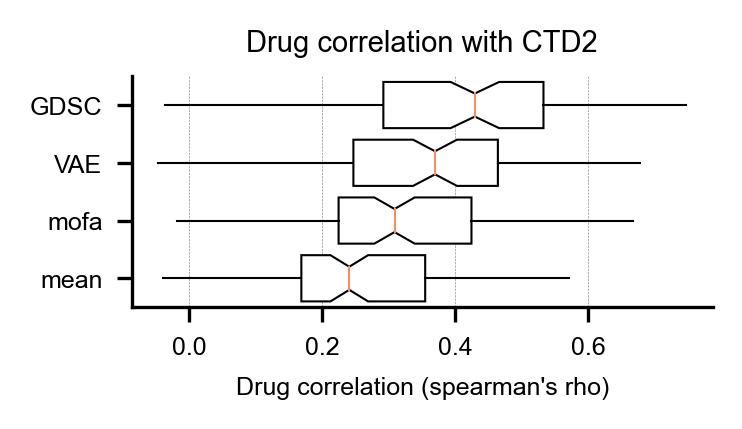 Drug correlation with CTD2
GDSC
VAE
mofa
mean
0.0 0.2 0.4 0.6
Drug correlation (spearman's rho)